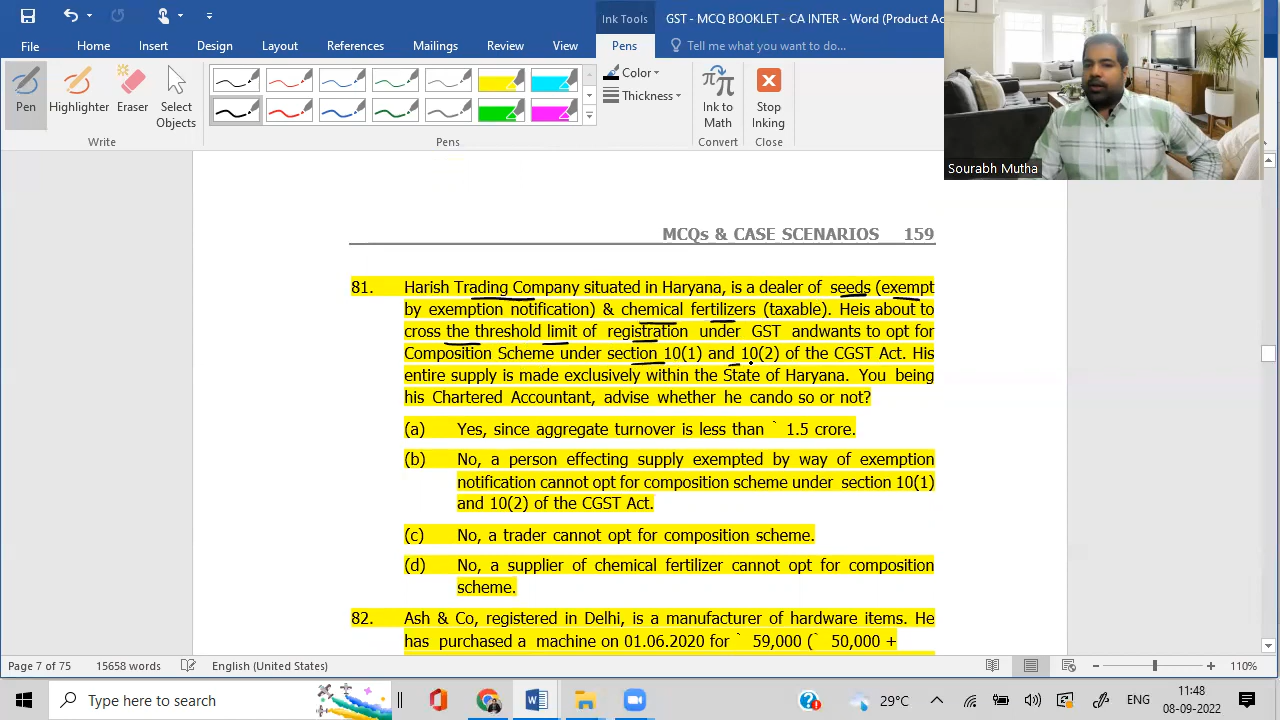 Ink Tools
GST - MCQ BOOKLET - CA INTER - Word (Product Ac
File Home Insert Design Layout References Mailings Review View Pens Tell me what you want to do...
Pen Highlighter Eraser Select Objects
Write
Pens
Color
Thickness
Ink to Math
Convert
Stop Inking
Close
Sourabh Mutha
MCQs & CASE SCENARIOS 159
81. Harish Trading Company situated in Haryana, is a dealer of seeds (exempt
by exemption notification) & chemical fertilizers (taxable). Heis about to
cross the threshold limit of registration under GST andwants to opt for
Composition Scheme under section 10(1) and 10(2) of the CGST Act. His
entire supply is made exclusively within the State of Haryana. You being
his Chartered Accountant, advise whether he cando so or not?
(a) Yes, since aggregate turnover is less than ` 1.5 crore.
(b) No, a person effecting supply exempted by way of exemption
notification cannot opt for composition scheme under section 10(1)
and 10(2) of the CGST Act.
(c) No, a trader cannot opt for composition scheme.
(d) No, a supplier of chemical fertilizer cannot opt for composition
scheme.
82. Ash & Co, registered in Delhi, is a manufacturer of hardware items. He
has purchased a machine on 01.06.2020 for ` 59,000 (` 50,000 +
Page 7 of 75 15658 words English (United States) 110%
Type here to search
29°C ENG 11:48
08-09-2022